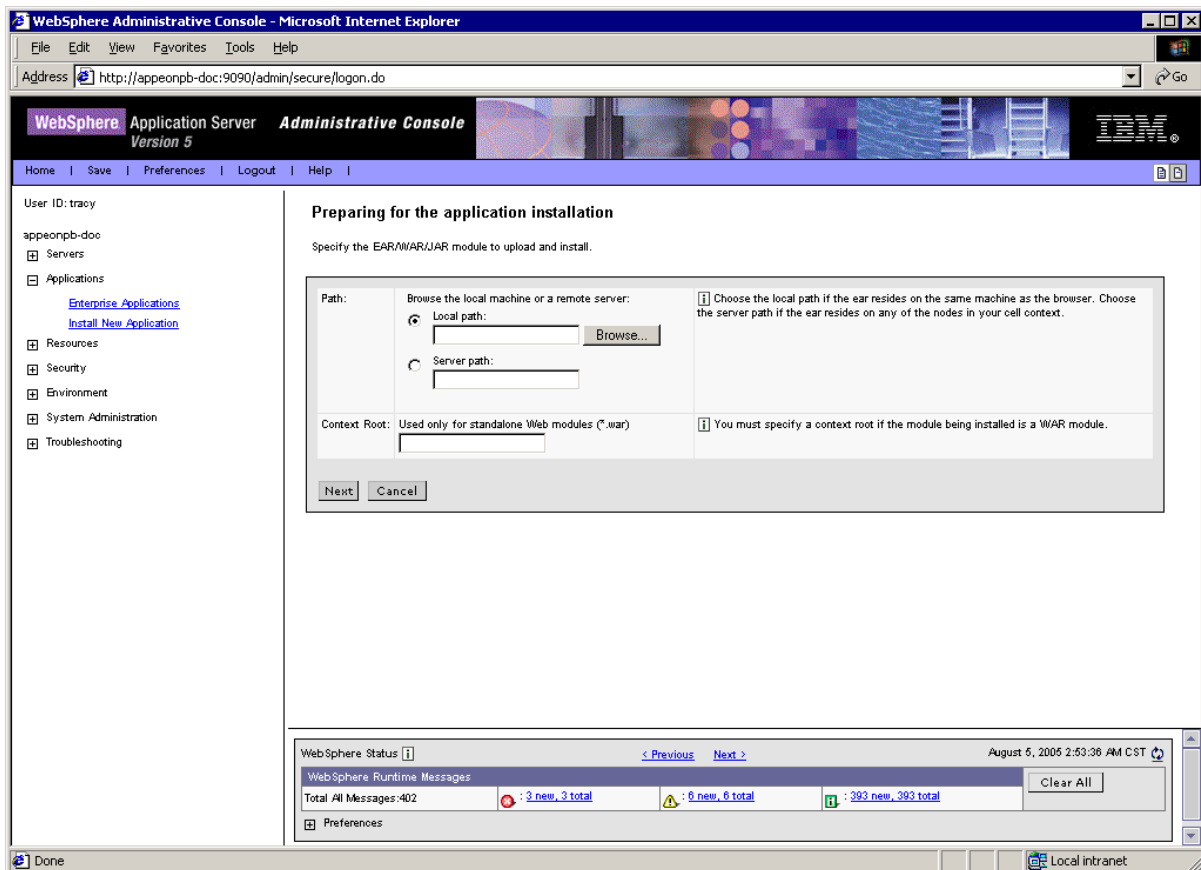 WebSphere Administrative Console - Microsoft Internet Explorer
File Edit View Favorites Tools Help
Address http://appeonpb-doc:9090/admin/secure/logon.do Go
WebSphere Application Server Administrative Console
Version 5
IBM®
Home | Save | Preferences | Logout | Help |
User ID: tracy
appeonpb-doc
Servers
Applications
Enterprise Applications
Install New Application
Resources
Security
Environment
System Administration
Troubleshooting
Preparing for the application installation
Specify the EAR/WAR/JAR module to upload and install.
Path: Browse the local machine or a remote server:
Local path:
Browse...
Server path:
i Choose the local path if the ear resides on the same machine as the browser. Choose
the server path if the ear resides on any of the nodes in your cell context.
Context Root: Used only for standalone Web modules (*.war)
i You must specify a context root if the module being installed is a WAR module.
Next Cancel
WebSphere Status i < Previous Next > August 5, 2005 2:53:36 AM CST
WebSphere Runtime Messages
Clear All
Total All Messages:402 : 3 new, 3 total : 6 new, 6 total : 393 new, 393 total
Preferences
Done Local intranet